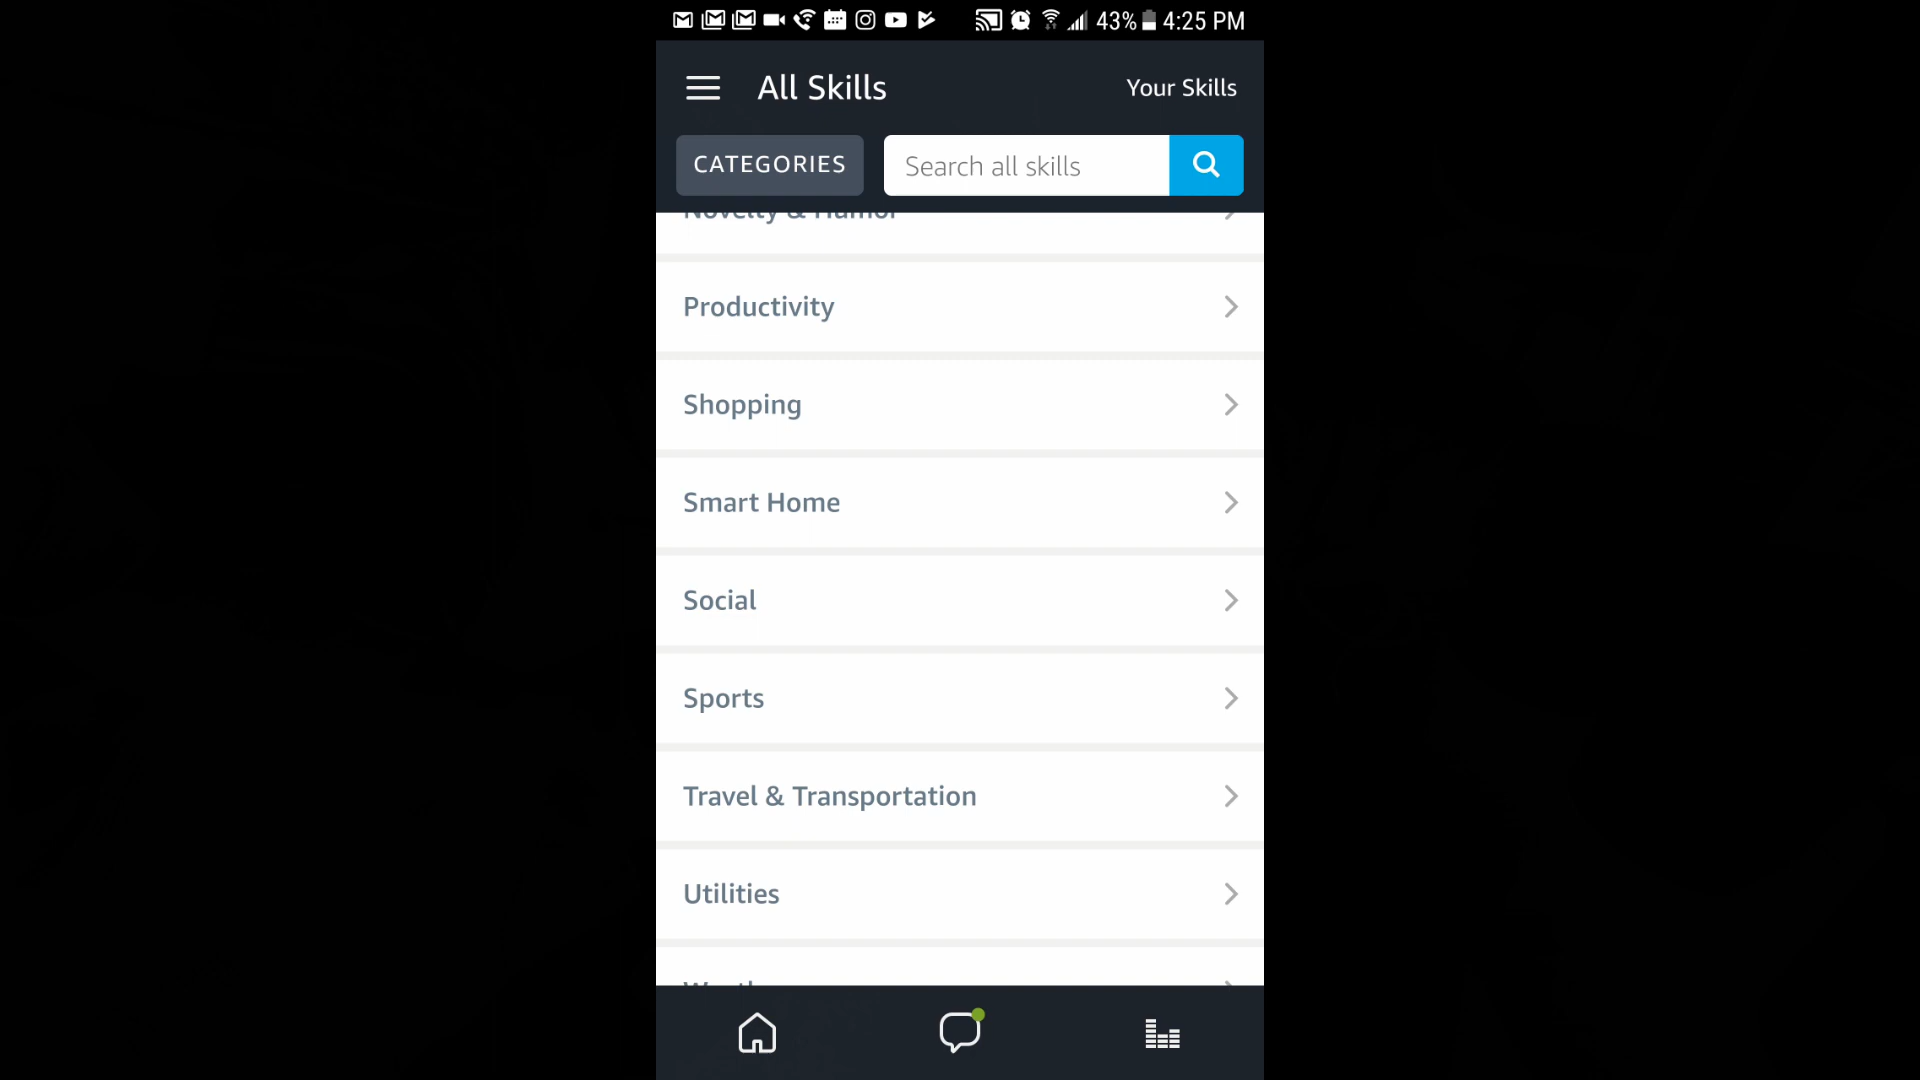 43% 4:25 PM
All Skills
Your Skills
CATEGORIES
Search all skills
Novelty & Humor
Productivity
Shopping
Smart Home
Social
Sports
Travel & Transportation
Utilities